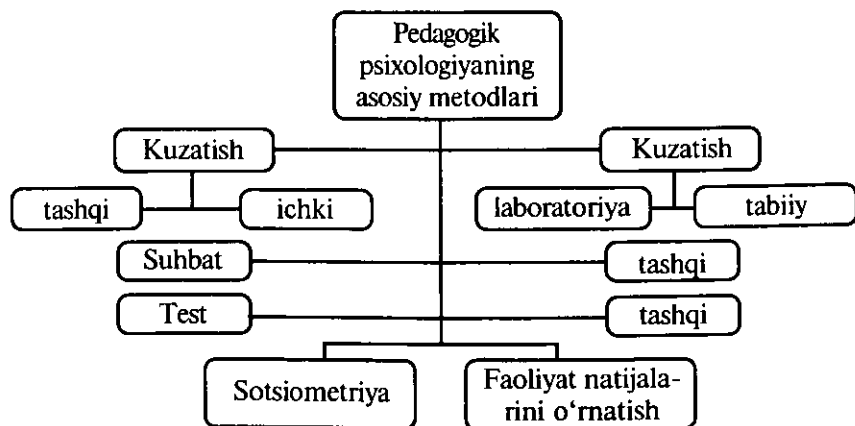 Pedagogik
psixologiyaning
asosiy metodlari
Kuzatish
Kuzatish
tashqi
ichki
laboratoriya
tabiiy
Suhbat
tashqi
Test
tashqi
Sotsiometriya
Faoliyat natijala-
rini o‘rnatish